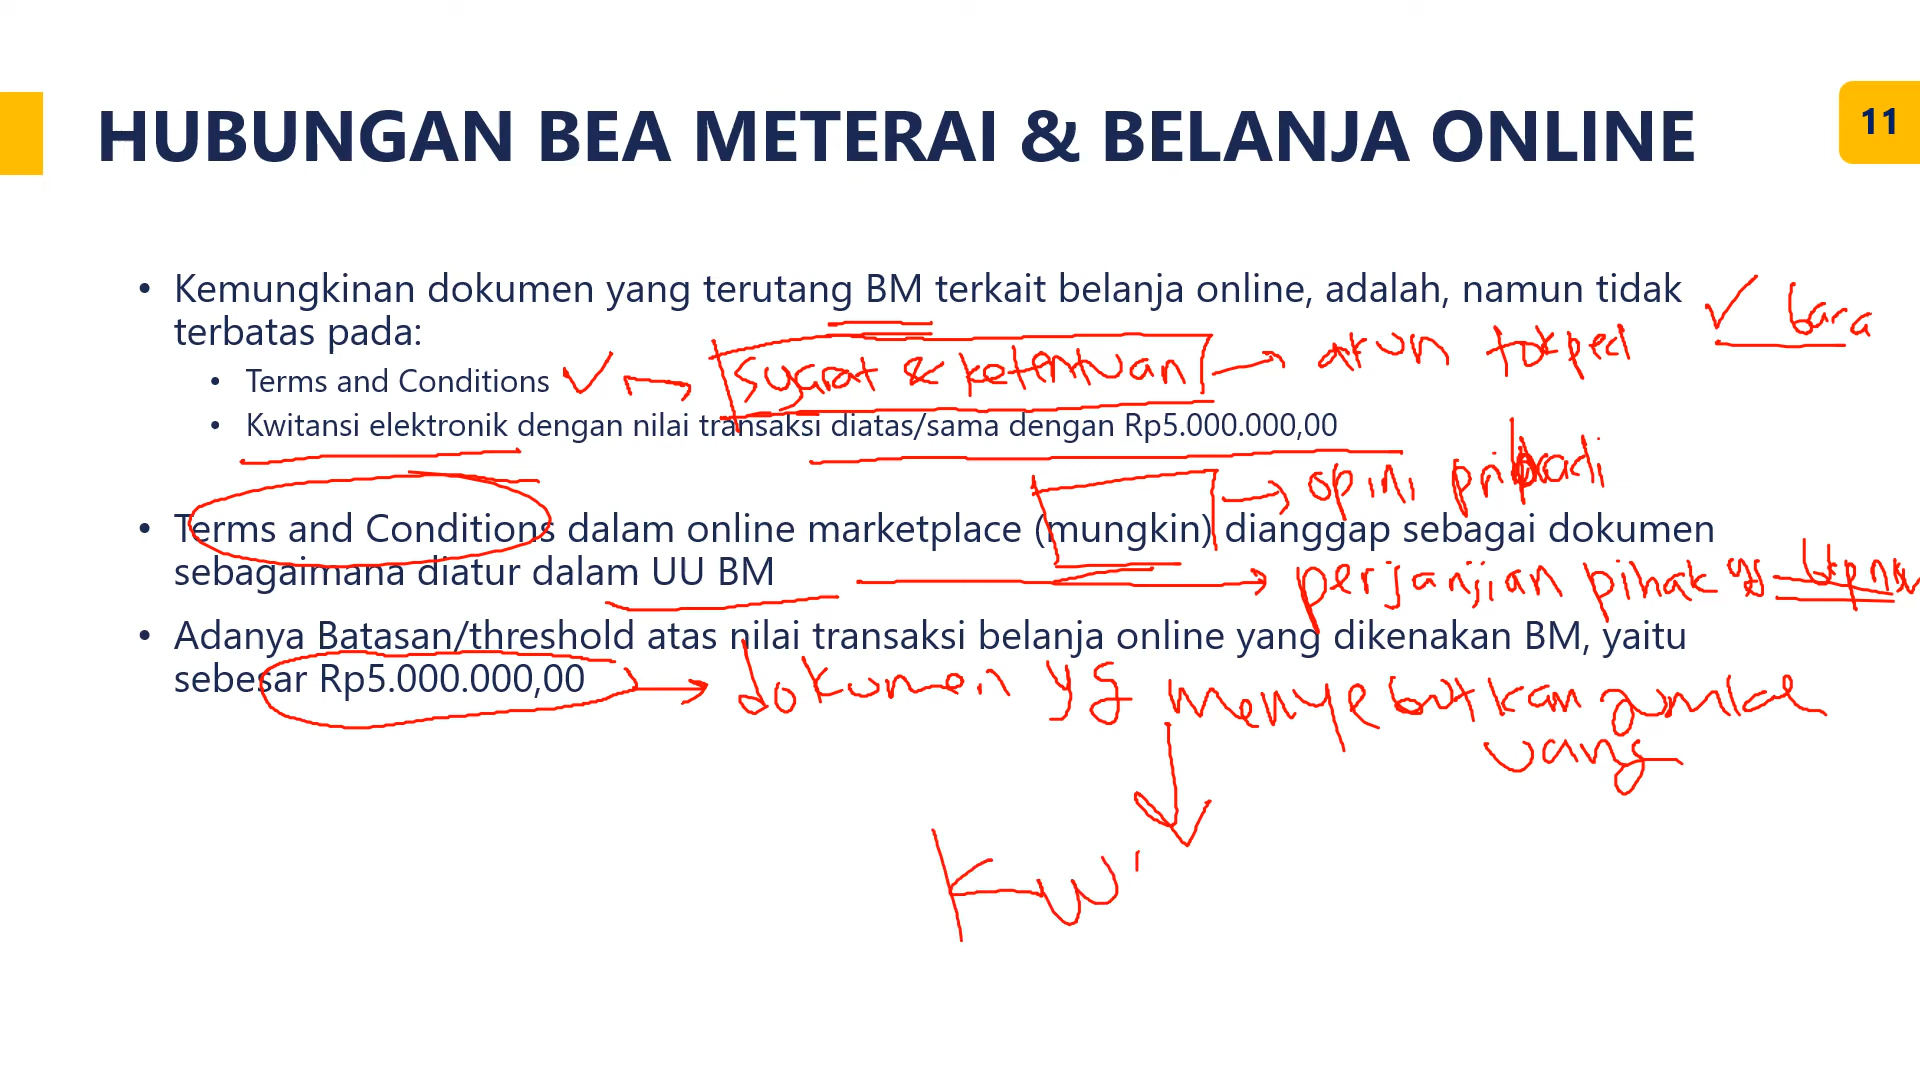 HUBUNGAN BEA METERAI & BELANJA ONLINE
11
• Kemungkinan dokumen yang terutang BM terkait belanja online, adalah, namun tidak
terbatas pada:
✓ baca
• Terms and Conditions ✓ → syarat & ketentuan → akun tokped
• Kwitansi elektronik dengan nilai transaksi diatas/sama dengan Rp5.000.000,00
→ opini pribadi
• Terms and Conditions dalam online marketplace (mungkin) dianggap sebagai dokumen
sebagaimana diatur dalam UU BM → perjanjian pihak yg
• Adanya Batasan/threshold atas nilai transaksi belanja online yang dikenakan BM, yaitu
sebesar Rp5.000.000,00 → dokumen yg menyebutkan jumlah
uang
Kwi